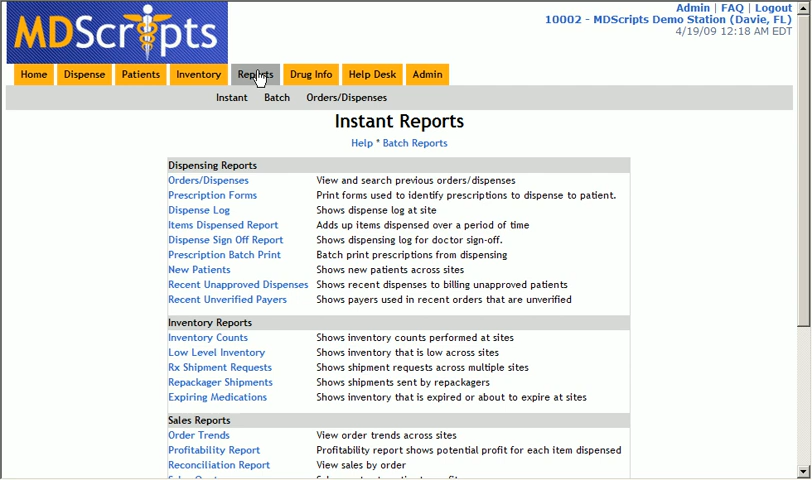 MDScripts
Admin | FAQ | Logout
10002 - MDScripts Demo Station (Davie, FL)
4/19/09 12:18 AM EDT
Home Dispense Patients Inventory Reports Drug Info Help Desk Admin
Instant Batch Orders/Dispenses
Instant Reports
Help * Batch Reports
Dispensing Reports
Orders/Dispenses View and search previous orders/dispenses
Prescription Forms Print forms used to identify prescriptions to dispense to patient.
Dispense Log Shows dispense log at site
Items Dispensed Report Adds up items dispensed over a period of time
Dispense Sign Off Report Shows dispensing log for doctor sign-off.
Prescription Batch Print Batch print prescriptions from dispensing
New Patients Shows new patients across sites
Recent Unapproved Dispenses Shows recent dispenses to billing unapproved patients
Recent Unverified Payers Shows payers used in recent orders that are unverified
Inventory Reports
Inventory Counts Shows inventory counts performed at sites
Low Level Inventory Shows inventory that is low across sites
Rx Shipment Requests Shows shipment requests across multiple sites
Repackager Shipments Shows shipments sent by repackagers
Expiring Medications Shows inventory that is expired or about to expire at sites
Sales Reports
Order Trends View order trends across sites
Profitability Report Profitability report shows potential profit for each item dispensed
Reconciliation Report View sales by order